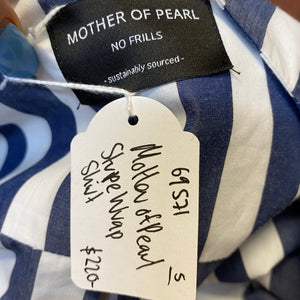 MOTHER OF PEARL
NO FRILLS
- sustainably sourced -
69571
S
Mother of Pearl
Stripe Wrap
Shirt
$220-